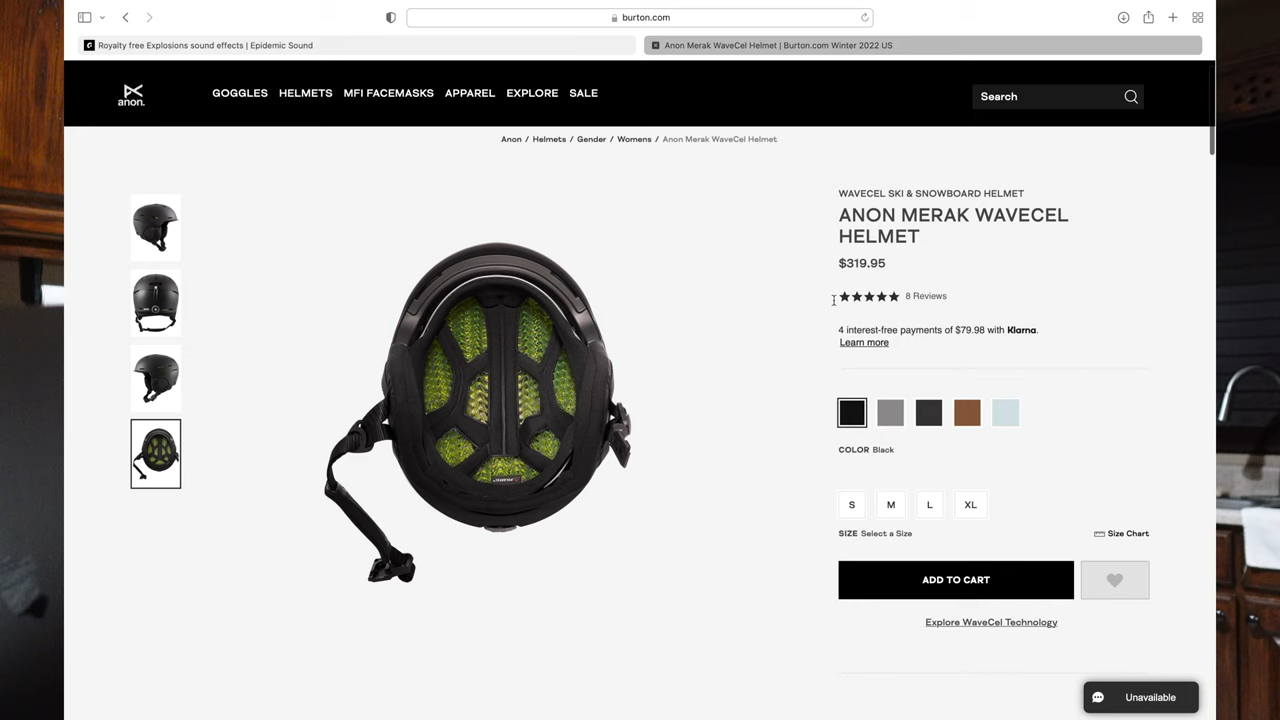 burton.com
Royalty free Explosions sound effects | Epidemic Sound
Anon Merak WaveCel Helmet | Burton.com Winter 2022 US
anon.
GOGGLES HELMETS MFI FACEMASKS APPAREL EXPLORE SALE
Search
Anon / Helmets / Gender / Womens / Anon Merak WaveCel Helmet
WAVECEL SKI & SNOWBOARD HELMET
ANON MERAK WAVECEL
HELMET
$319.95
8 Reviews
4 interest-free payments of $79.98 with Klarna.
Learn more
COLOR Black
S M L XL
SIZE Select a Size
Size Chart
ADD TO CART
Explore WaveCel Technology
Unavailable